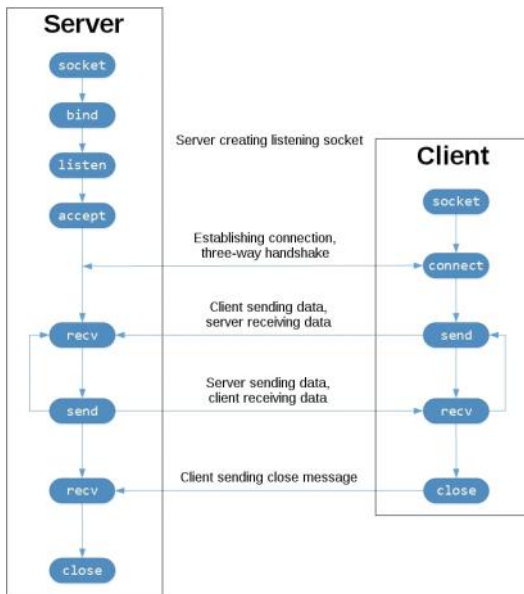 Server
socket
bind
Server creating listening socket
listen
Client
accept
socket
Establishing connection,
three-way handshake
connect
Client sending data,
server receiving data
recv
send
Server sending data,
client receiving data
send
recv
Client sending close message
recv
close
close